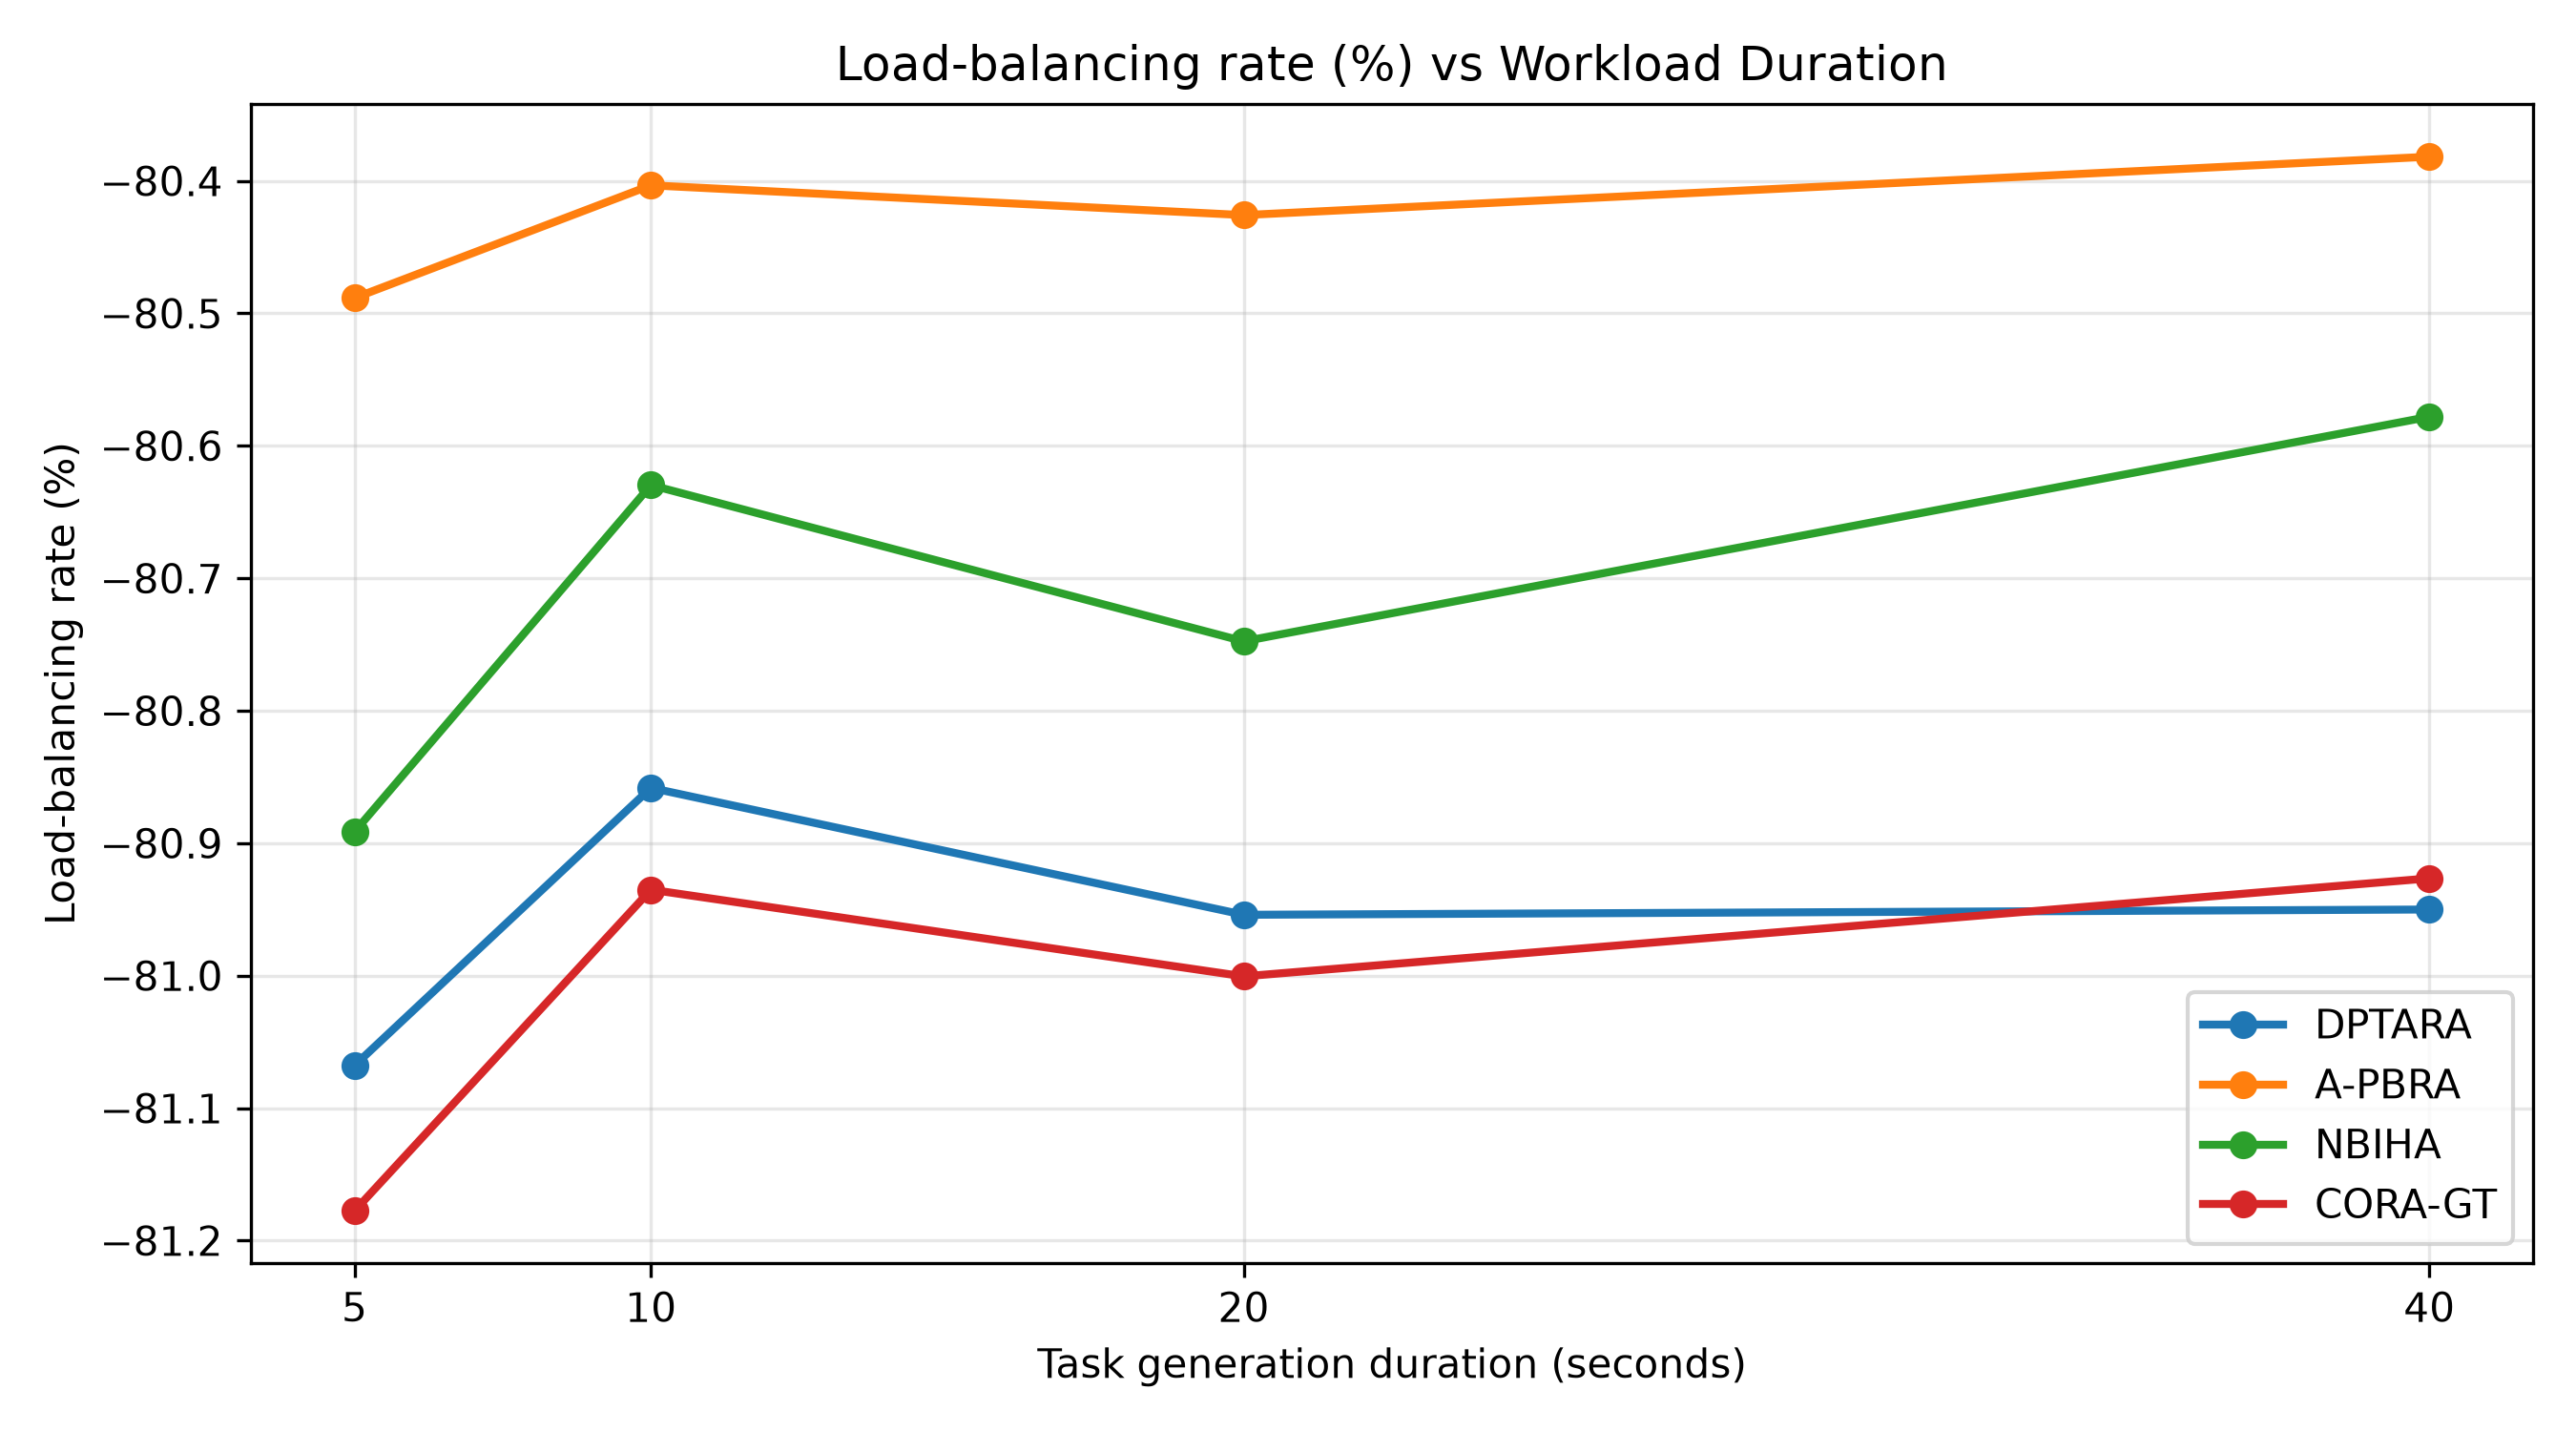 Load-balancing rate (%) vs Workload Duration
Load-balancing rate (%)
−80.4
−80.5
−80.6
−80.7
−80.8
−80.9
−81.0
−81.1
−81.2
5
10
20
40
Task generation duration (seconds)
DPTARA
A-PBRA
NBIHA
CORA-GT